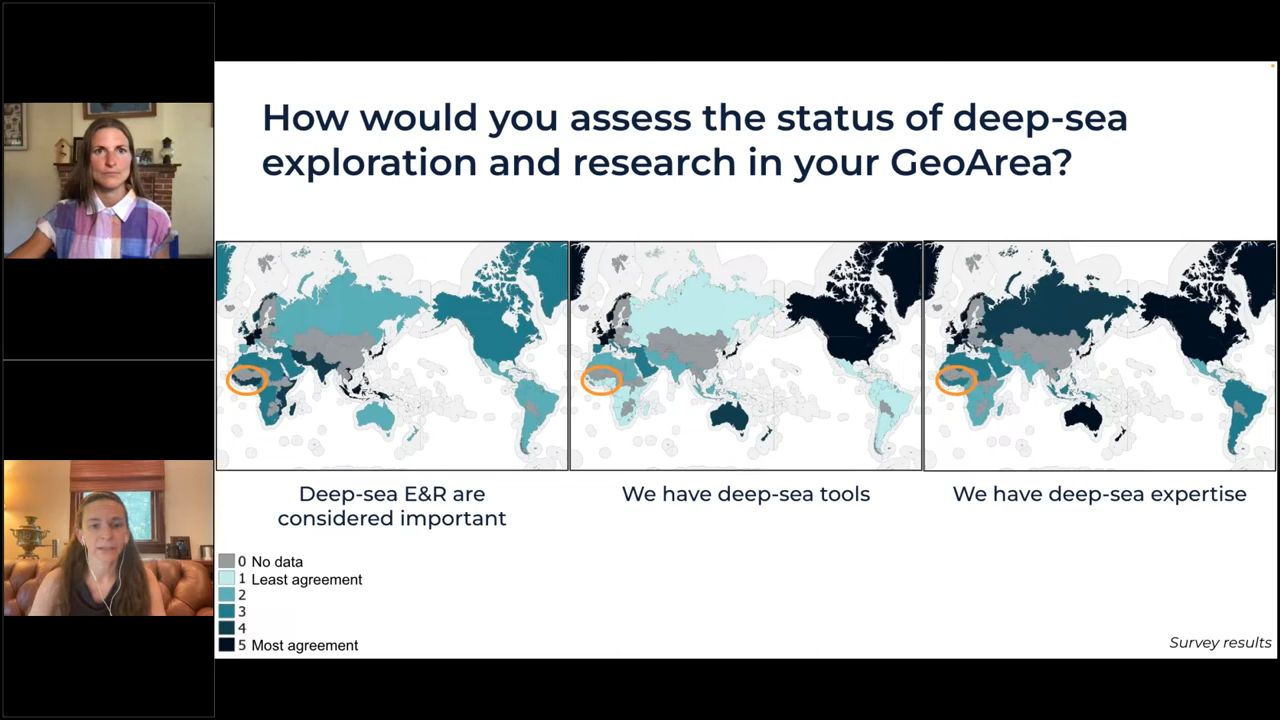 How would you assess the status of deep-sea
exploration and research in your GeoArea?
Deep-sea E&R are
considered important
We have deep-sea tools
We have deep-sea expertise
0 No data
1 Least agreement
2
3
4
5 Most agreement
Survey results